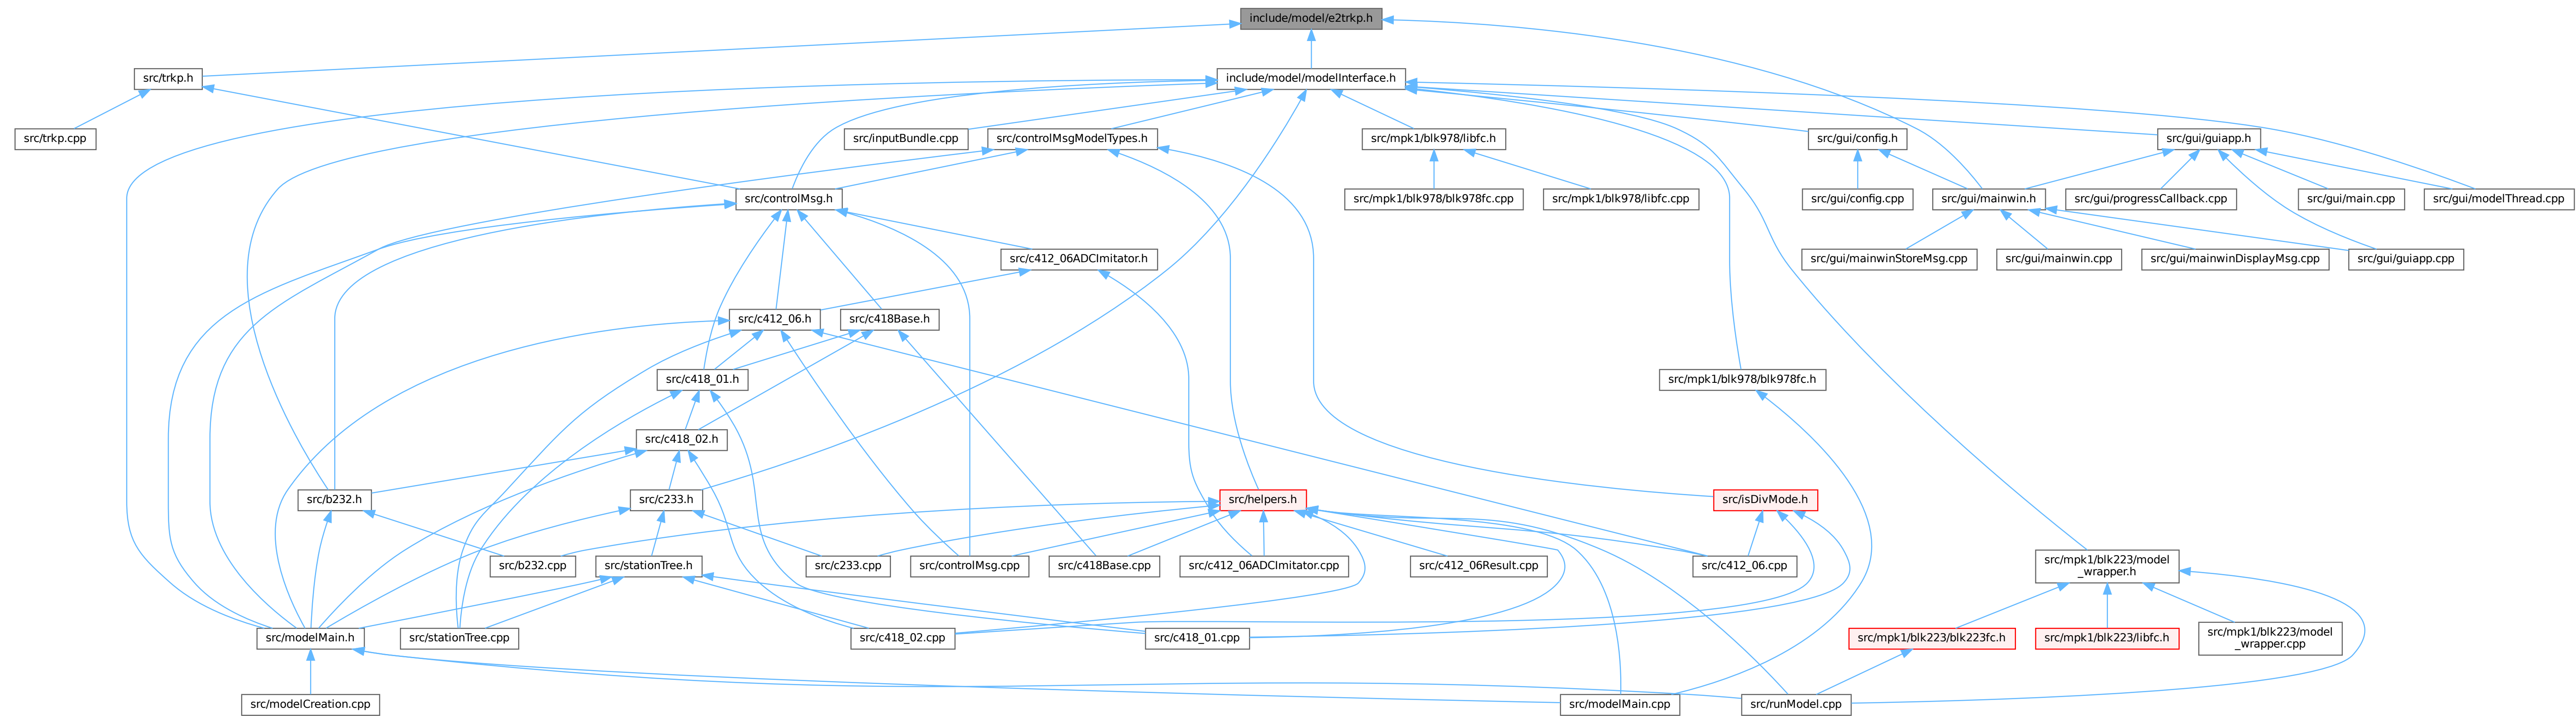 include/model/e2trkp.h
src/trkp.h
include/model/modelInterface.h
src/trkp.cpp
src/inputBundle.cpp
src/controlMsgModelTypes.h
src/mpk1/blk978/libfc.h
src/gui/config.h
src/gui/guiapp.h
src/controlMsg.h
src/mpk1/blk978/blk978fc.cpp
src/mpk1/blk978/libfc.cpp
src/gui/config.cpp
src/gui/mainwin.h
src/gui/progressCallback.cpp
src/gui/main.cpp
src/gui/modelThread.cpp
src/c412_06ADCImitator.h
src/gui/mainwinStoreMsg.cpp
src/gui/mainwin.cpp
src/gui/mainwinDisplayMsg.cpp
src/gui/guiapp.cpp
src/c412_06.h
src/c418Base.h
src/c418_01.h
src/mpk1/blk978/blk978fc.h
src/c418_02.h
src/b232.h
src/c233.h
src/helpers.h
src/isDivMode.h
src/b232.cpp
src/stationTree.h
src/c233.cpp
src/controlMsg.cpp
src/c418Base.cpp
src/c412_06ADCImitator.cpp
src/c412_06Result.cpp
src/c412_06.cpp
src/mpk1/blk223/model
_wrapper.h
src/modelMain.h
src/stationTree.cpp
src/c418_02.cpp
src/c418_01.cpp
src/mpk1/blk223/blk223fc.h
src/mpk1/blk223/libfc.h
src/mpk1/blk223/model
_wrapper.cpp
src/modelCreation.cpp
src/modelMain.cpp
src/runModel.cpp